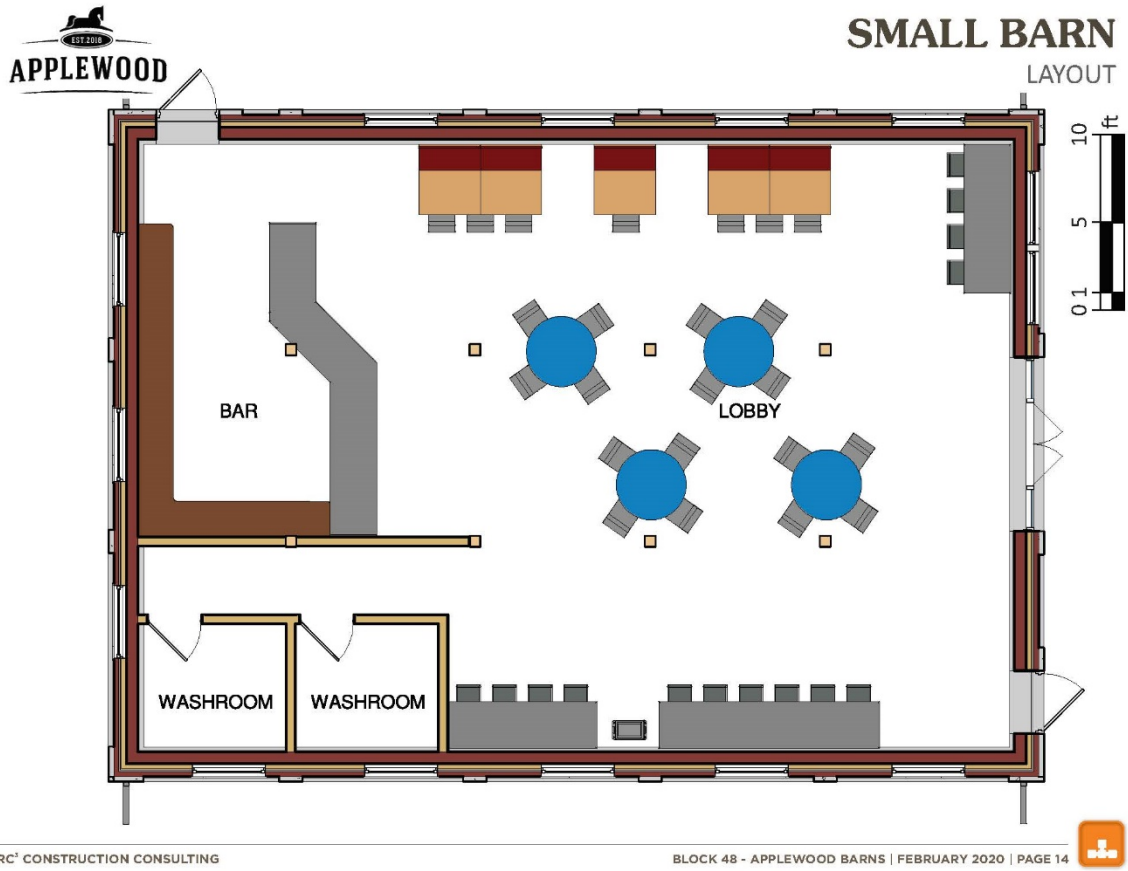 EST. 2018
APPLEWOOD
SMALL BARN
LAYOUT
10
ft
5
1
0
BAR
LOBBY
WASHROOM
WASHROOM
RC³ CONSTRUCTION CONSULTING
BLOCK 48 - APPLEWOOD BARNS | FEBRUARY 2020 | PAGE 14